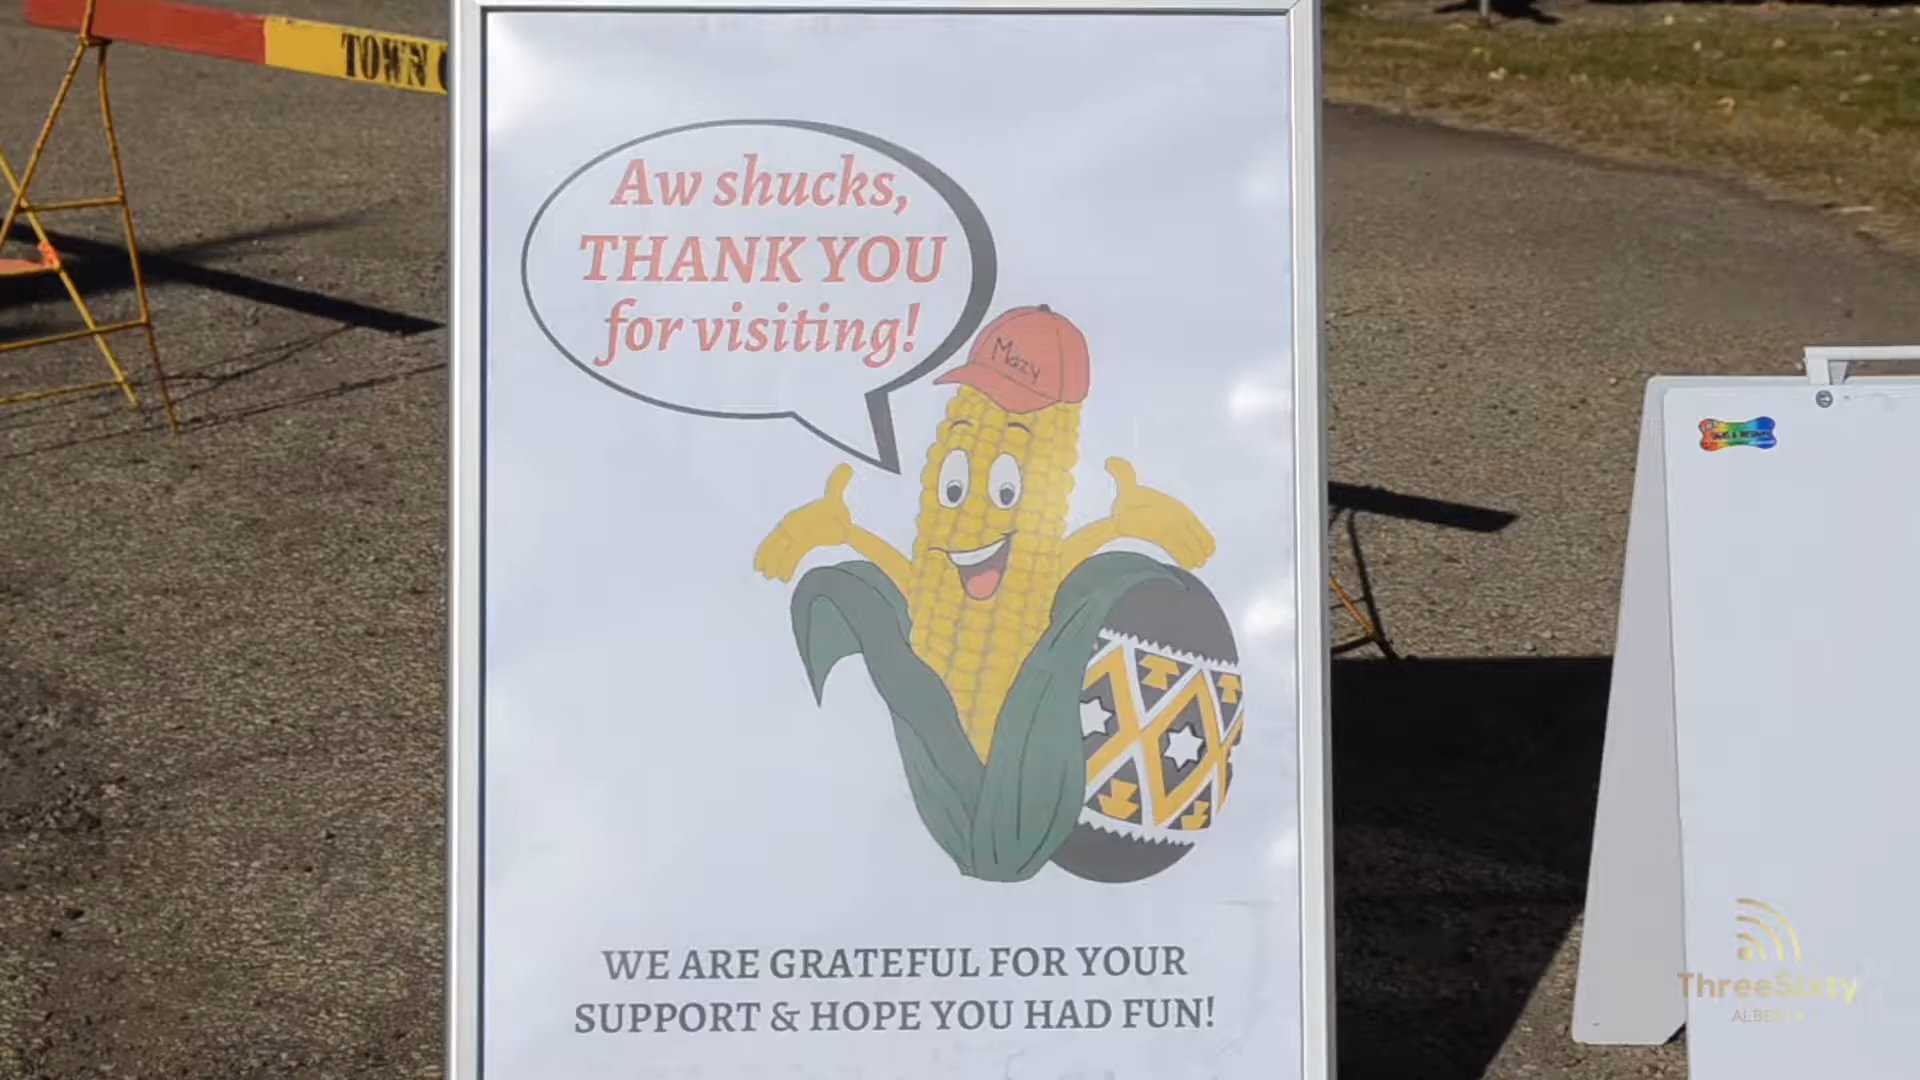 TOWN
Aw shucks,
THANK YOU
for visiting!
Mazy
WE ARE GRATEFUL FOR YOUR
SUPPORT & HOPE YOU HAD FUN!
ThreeSixty
ALBERTA